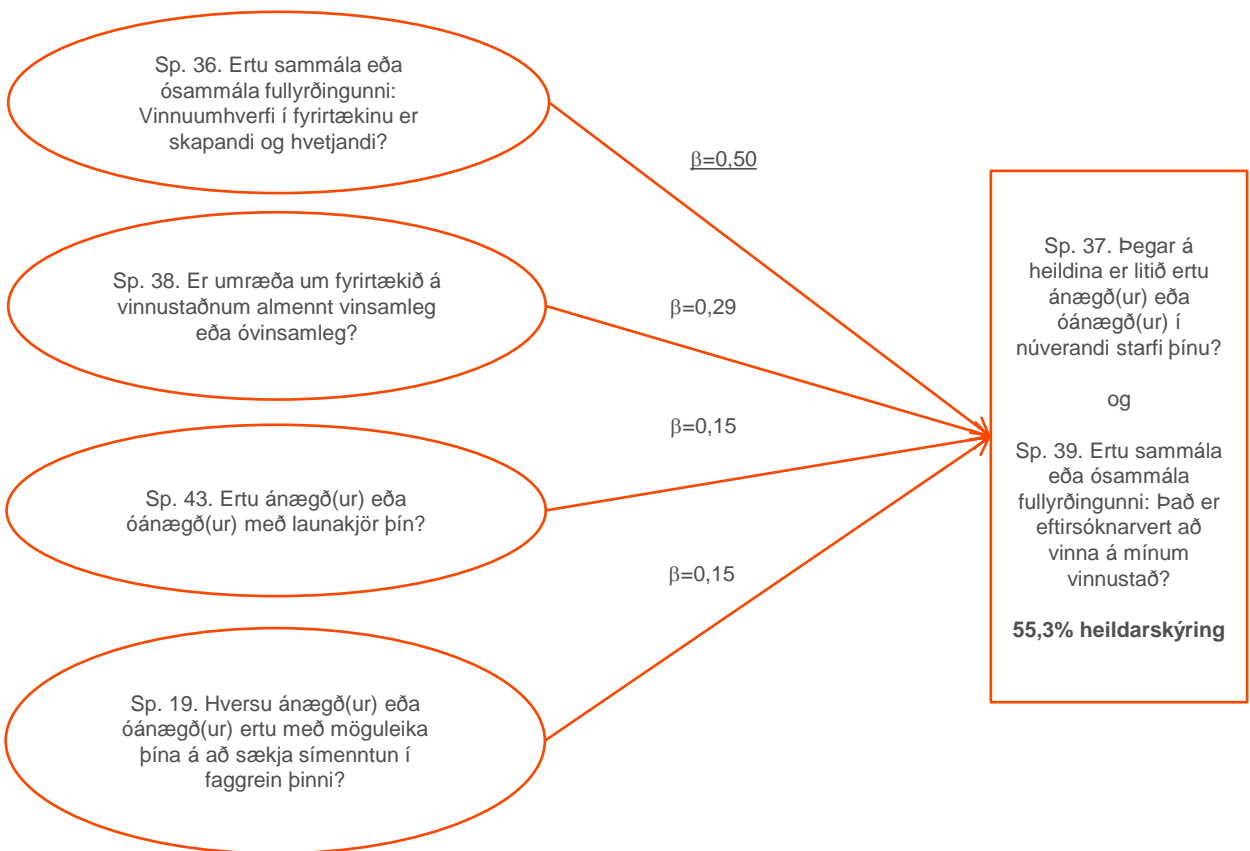 Sp. 36. Ertu sammála eða
ósammála fullyrðingunni:
Vinnuumhverfi í fyrirtækinu er
skapandi og hvetjandi?
β=0,50
Sp. 38. Er umræða um fyrirtækið á
vinnustaðnum almennt vinsamleg
eða óvinsamleg?
β=0,29
Sp. 43. Ertu ánægð(ur) eða
óánægð(ur) með launakjör þín?
β=0,15
Sp. 19. Hversu ánægð(ur) eða
óánægð(ur) ertu með möguleika
þína á að sækja símenntun í
faggrein þinni?
β=0,15
Sp. 37. Þegar á
heildina er litið ertu
ánægð(ur) eða
óánægð(ur) í
núverandi starfi þínu?
og
Sp. 39. Ertu sammála
eða ósammála
fullyrðingunni: Það er
eftirsóknarvert að
vinna á mínum
vinnustað?
55,3% heildarskýring